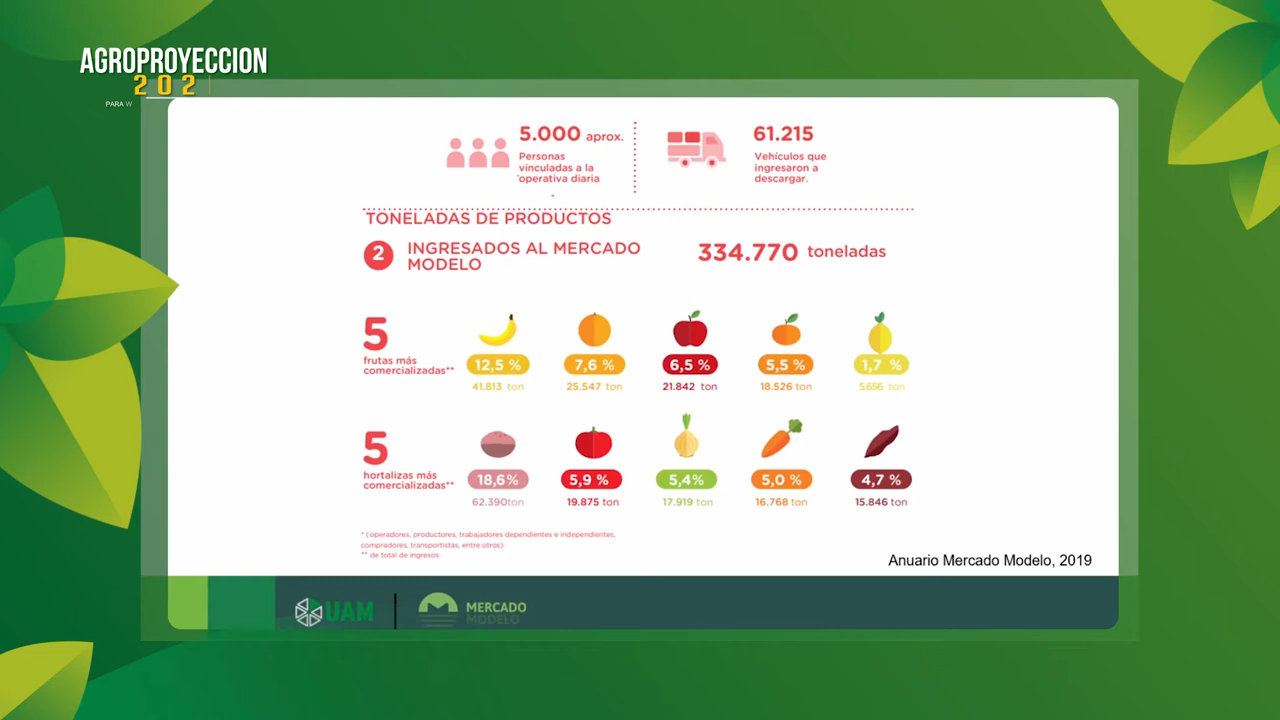 AGROPROYECCION
202
PARA W
5.000 aprox.
Personas
vinculadas a la
operativa diaria
61.215
Vehículos que
ingresaron a
descargar.
TONELADAS DE PRODUCTOS
2 INGRESADOS AL MERCADO
MODELO
334.770 toneladas
5
frutas más
comercializadas**
12,5 % 7,6 % 6,5 % 5,5 % 1,7 %
41.813 ton 25.547 ton 21.842 ton 18.526 ton 5.656 ton
5
hortalizas más
comercializadas**
18,6% 5,9 % 5,4% 5,0 % 4,7 %
62.390ton 19.875 ton 17.919 ton 16.768 ton 15.846 ton
* (operadores, productores, trabajadores dependientes e independientes,
compradores, transportistas, entre otros).
** de total de ingresos.
Anuario Mercado Modelo, 2019
UAM
MERCADO
MODELO